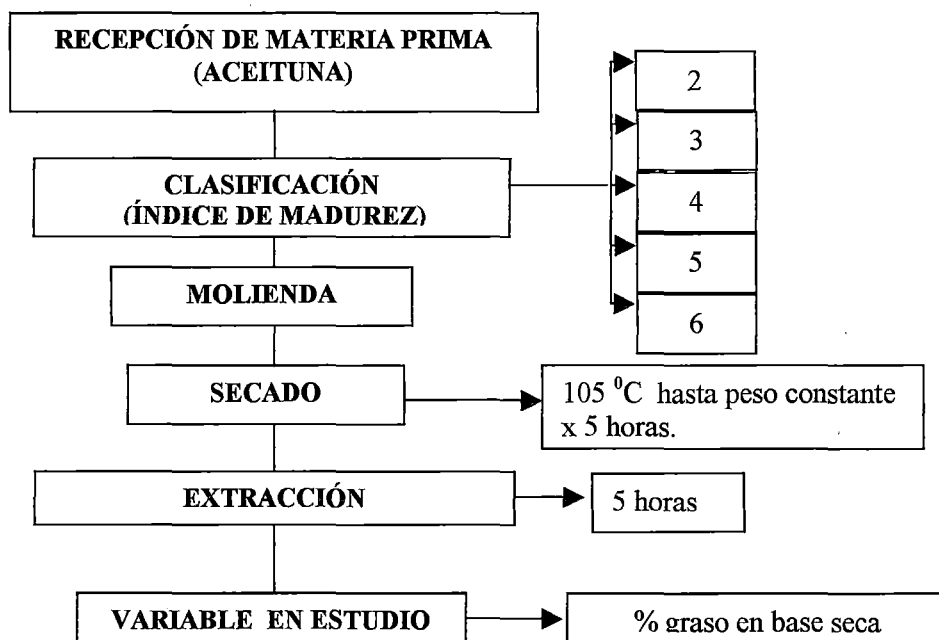 RECEPCIÓN DE MATERIA PRIMA
(ACEITUNA)
2
3
CLASIFICACIÓN
(ÍNDICE DE MADUREZ)
4
5
6
MOLIENDA
SECADO
105 ⁰C hasta peso constante
x 5 horas.
EXTRACCIÓN
5 horas
VARIABLE EN ESTUDIO
% graso en base seca